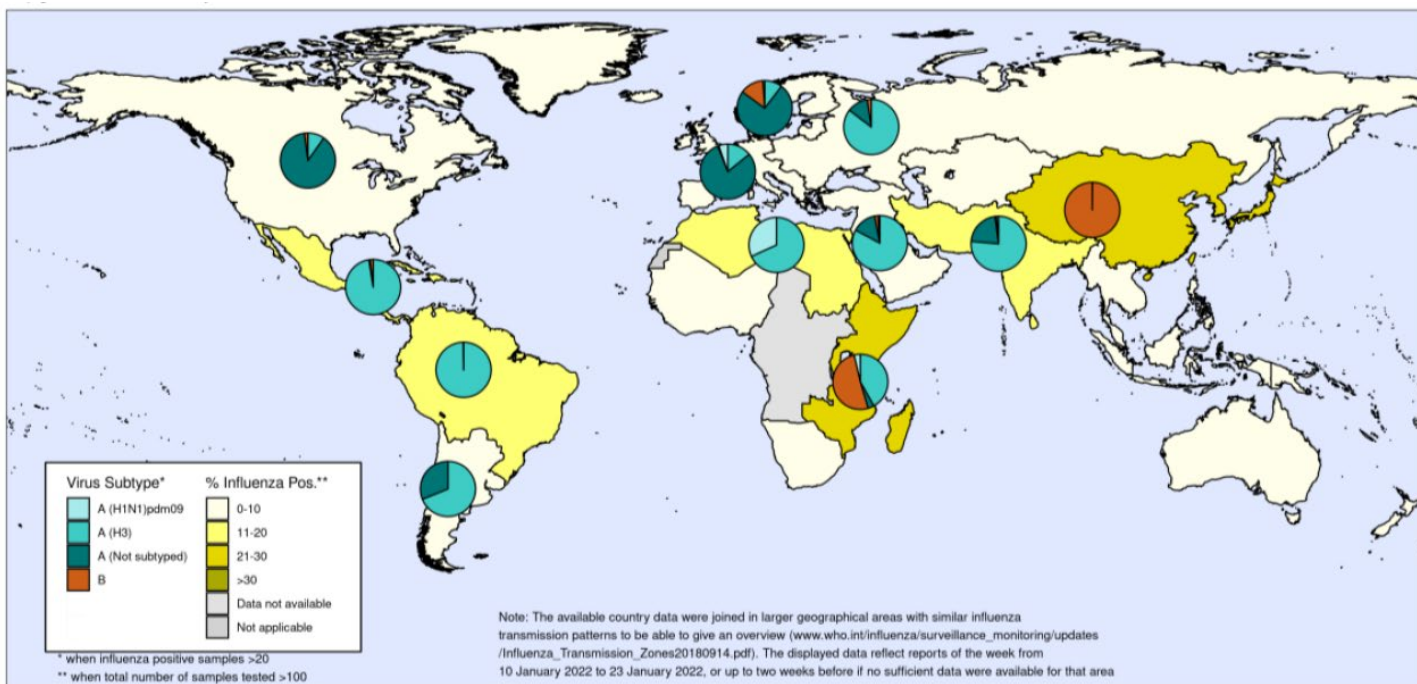 Virus Subtype*
A (H1N1)pdm09
A (H3)
A (Not subtyped)
B
% Influenza Pos.**
0-10
11-20
21-30
>30
Data not available
Not applicable
* when influenza positive samples >20
** when total number of samples tested >100
Note: The available country data were joined in larger geographical areas with similar influenza
transmission patterns to be able to give an overview (www.who.int/influenza/surveillance_monitoring/updates
/Influenza_Transmission_Zones20180914.pdf). The displayed data reflect reports of the week from
10 January 2022 to 23 January 2022, or up to two weeks before if no sufficient data were available for that area